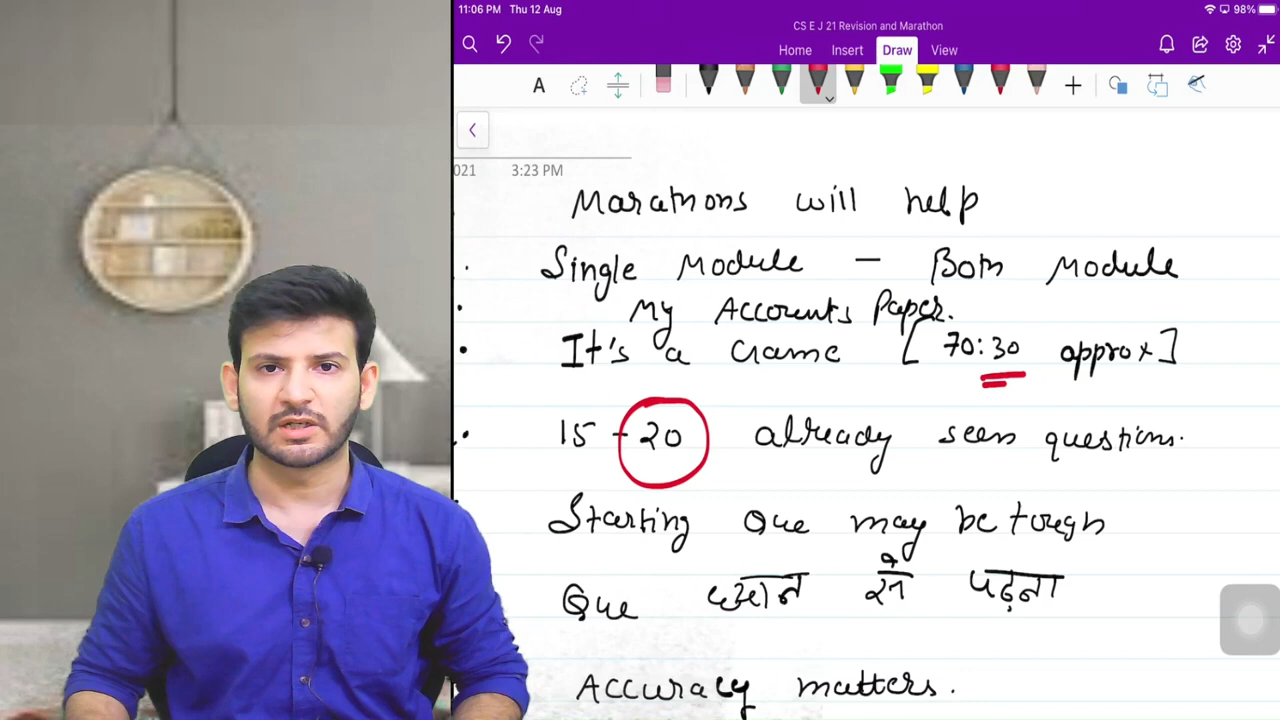 11:06 PM Thu 12 Aug
98%
CS E J 21 Revision and Marathon
Home Insert Draw View
A
021 3:23 PM
Marathons will help
Single Module - Both Module
My Accounts Paper.
It's a Game [70:30 approx]
15 - 20 already seen questions.
Starting Que may be tough
Que ध्यान से पढ़ना
Accuracy matters.